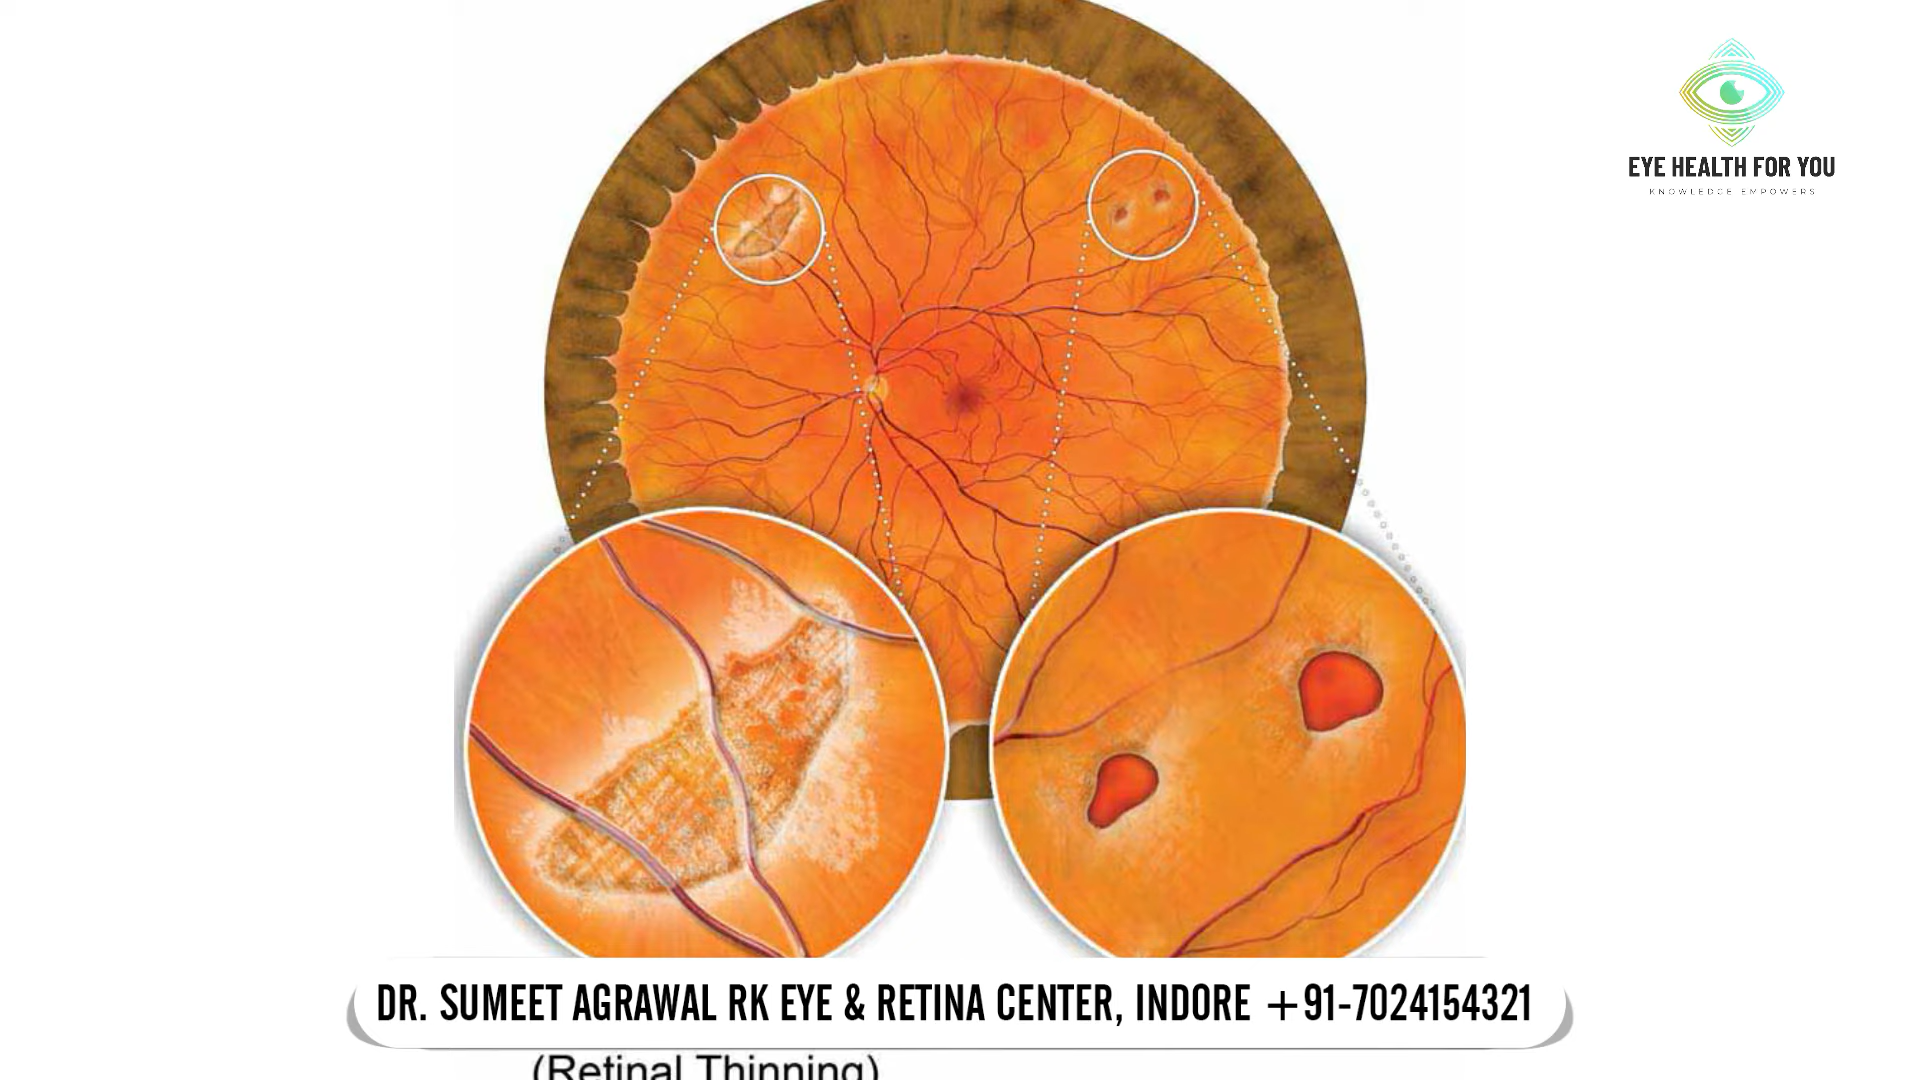 EYE HEALTH FOR YOU
KNOWLEDGE EMPOWERS
DR. SUMEET AGRAWAL RK EYE & RETINA CENTER, INDORE +91-7024154321
(Retinal Thinning)